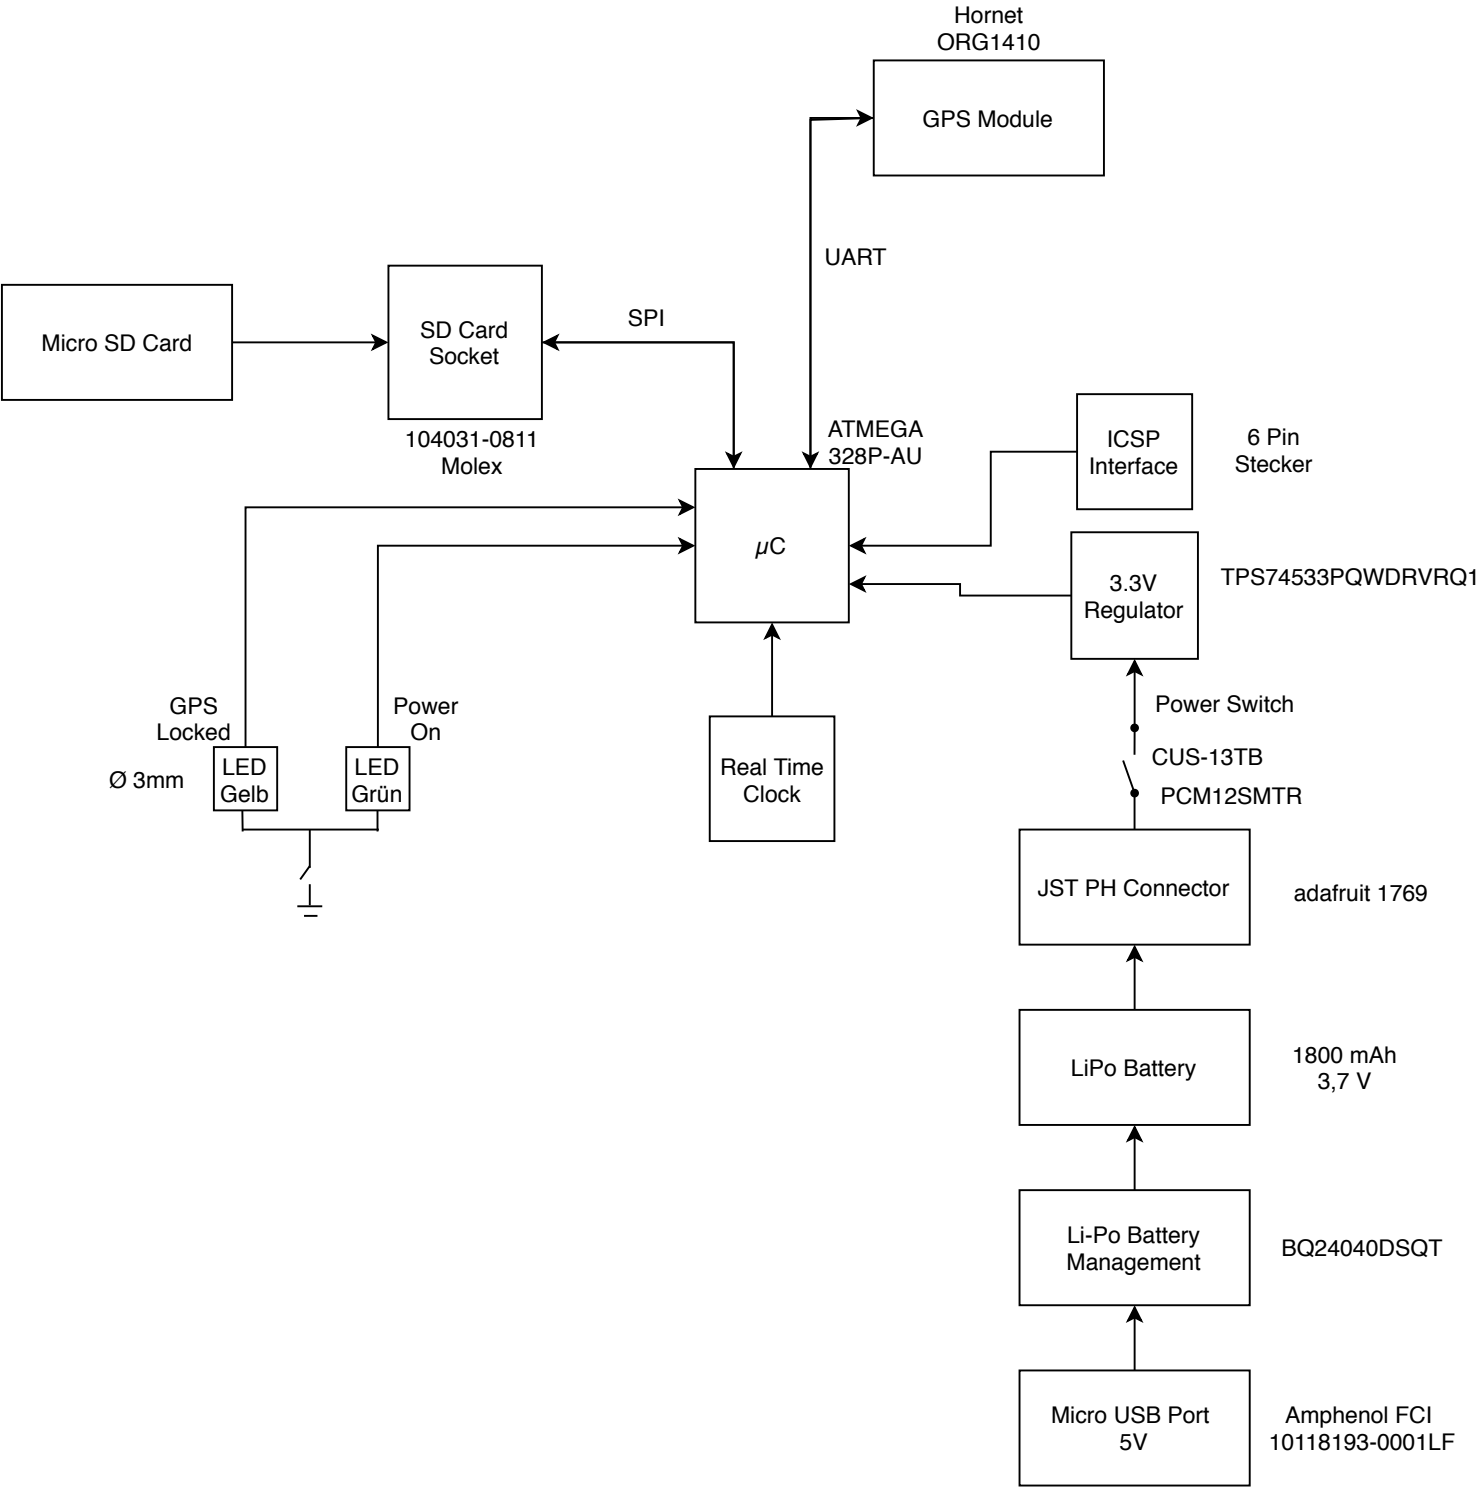 Hornet
ORG1410
GPS Module
UART
Micro SD Card
SD Card
Socket
SPI
104031-0811
Molex
ATMEGA
328P-AU
µC
ICSP
Interface
6 Pin
Stecker
3.3V
Regulator
TPS74533PQWDRVRQ1
GPS
Locked
Power
On
Ø 3mm
LED
Gelb
LED
Grün
Real Time
Clock
Power Switch
CUS-13TB
PCM12SMTR
JST PH Connector
adafruit 1769
LiPo Battery
1800 mAh
3,7 V
Li-Po Battery
Management
BQ24040DSQT
Micro USB Port
5V
Amphenol FCI
10118193-0001LF